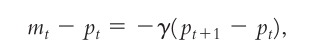 m_t − p_t = −γ(p_{t+1} − p_t),